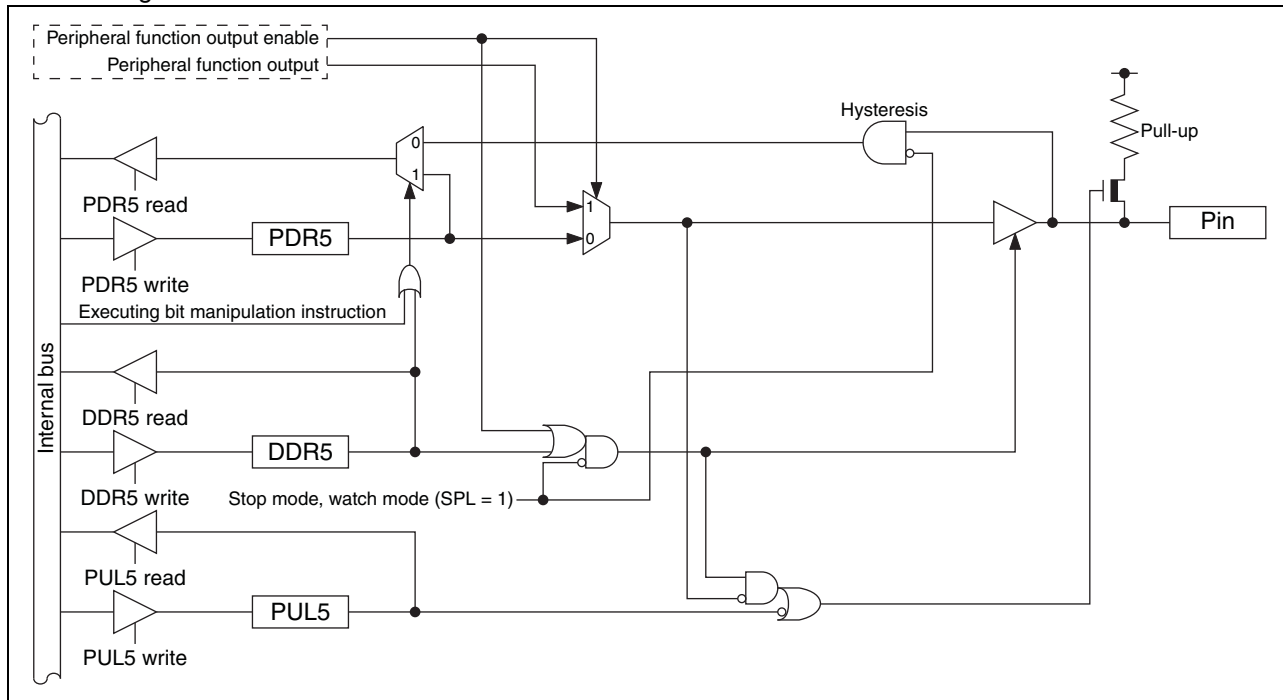 Peripheral function output enable
Peripheral function output
Hysteresis
Pull-up
0
1
PDR5 read
1
0
PDR5
Pin
PDR5 write
Executing bit manipulation instruction
Internal bus
DDR5 read
DDR5
DDR5 write
Stop mode, watch mode (SPL = 1)
PUL5 read
PUL5
PUL5 write